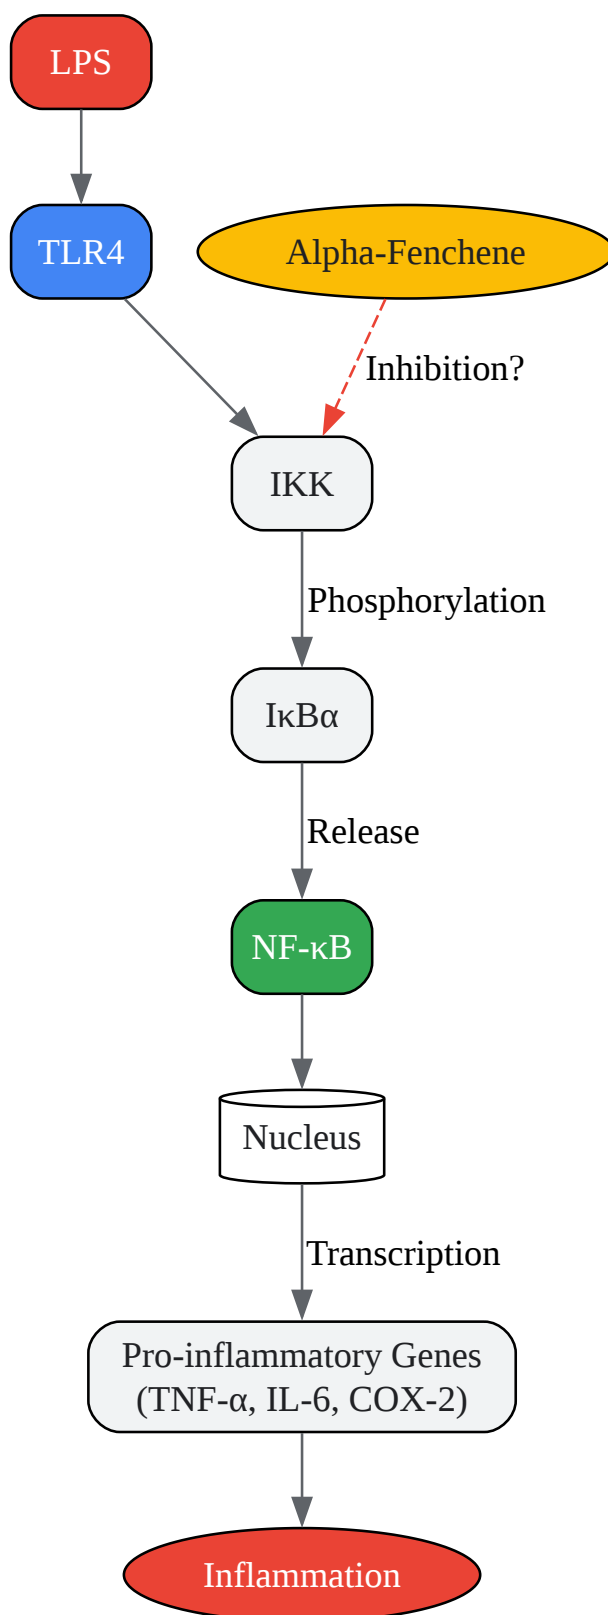 LPS
TLR4
Alpha-Fenchene
Inhibition?
IKK
Phosphorylation
IκBα
Release
NF-κB
Nucleus
Transcription
Pro-inflammatory Genes
(TNF-α, IL-6, COX-2)
Inflammation